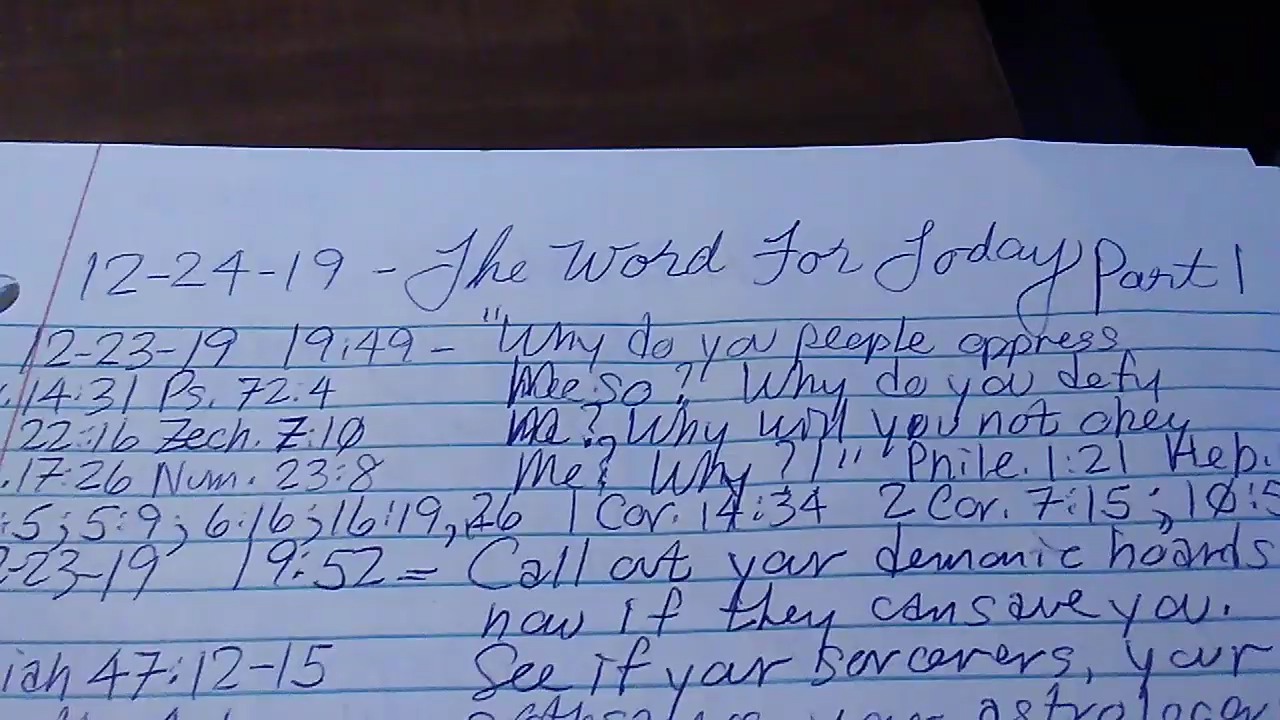 12-24-19 - The Word For Today Part 1
12-23-19 19:49 - "Why do you people oppress
14:31 Ps. 72:4 Me so? Why do you defy
22:16 Zech. 7:10 Me? Why will you not obey
17:26 Num. 23:8 Me? Why?!" Phile. 1:21 Heb.
:5; 5:9; 6:16; 16:19, 26 1 Cor. 14:34 2 Cor. 7:15; 10:5
2-23-19 19:52 = Call out your demonic hoards
now if they can save you.
iah 47:12-15 See if your sorcerers, your
your